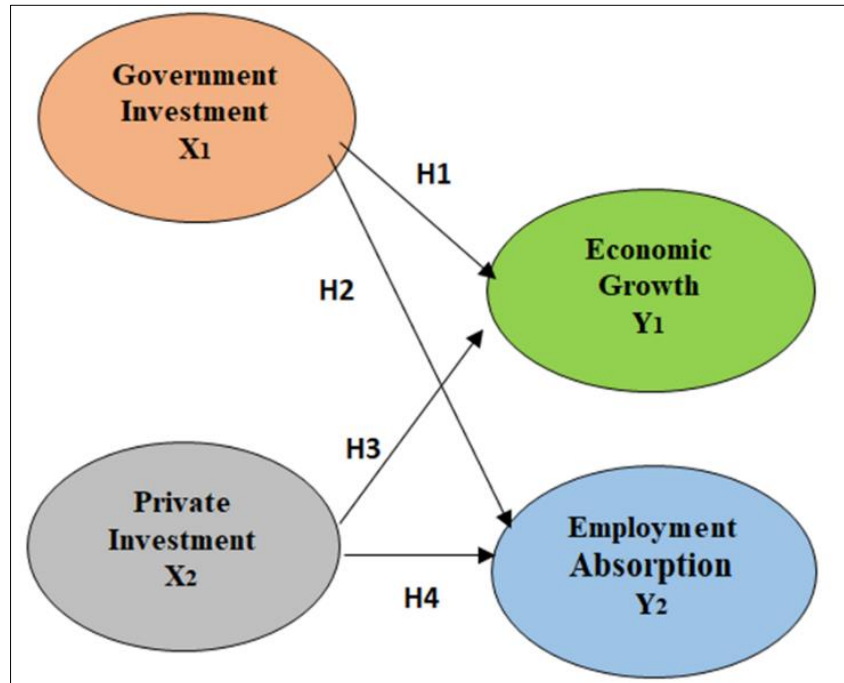 Government
Investment
X1
H1
Economic
Growth
Y1
H2
H3
Private
Investment
X2
Employment
Absorption
Y2
H4